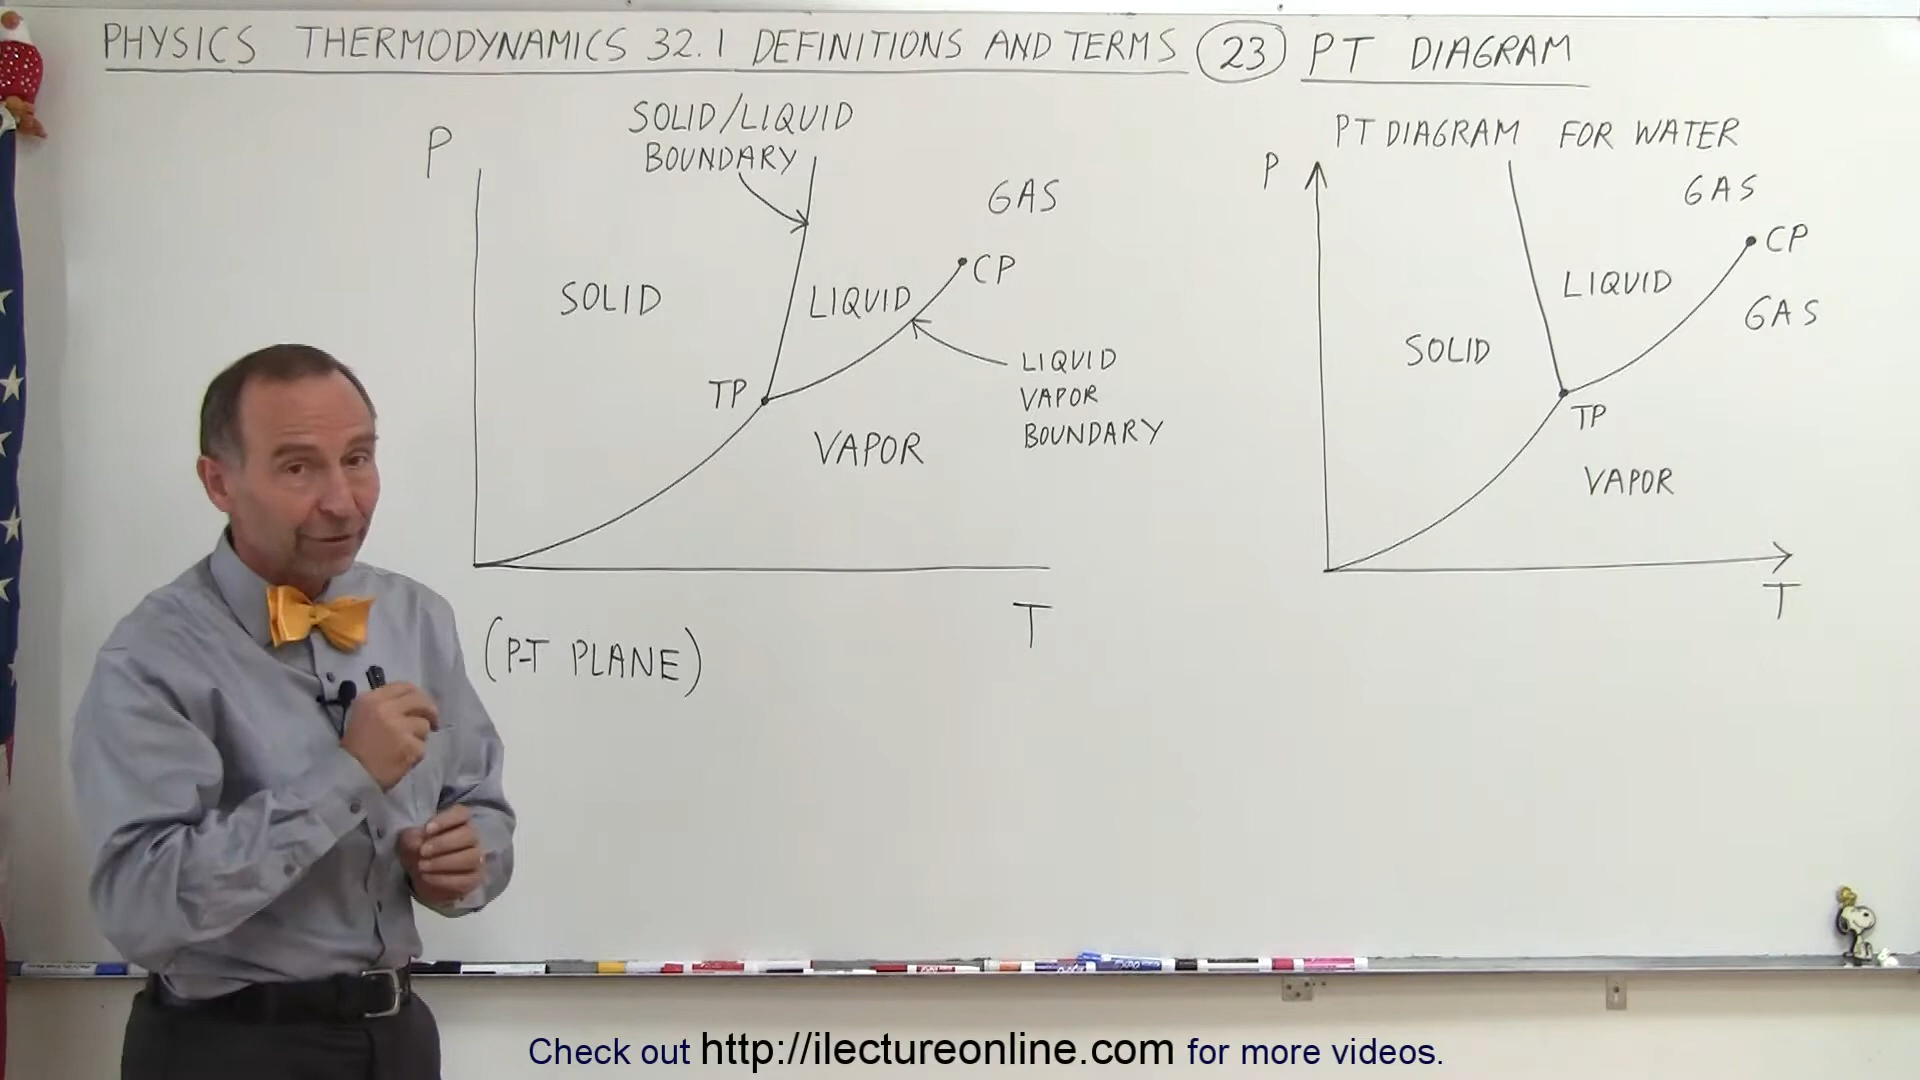 PHYSICS THERMODYNAMICS 32.1 DEFINITIONS AND TERMS 23 PT DIAGRAM
P
SOLID/LIQUID
BOUNDARY
GAS
SOLID
LIQUID
CP
TP
LIQUID
VAPOR
BOUNDARY
VAPOR
T
(P-T PLANE)
PT DIAGRAM FOR WATER
P
GAS
CP
LIQUID
GAS
SOLID
TP
VAPOR
T
Check out http://ilectureonline.com for more videos.